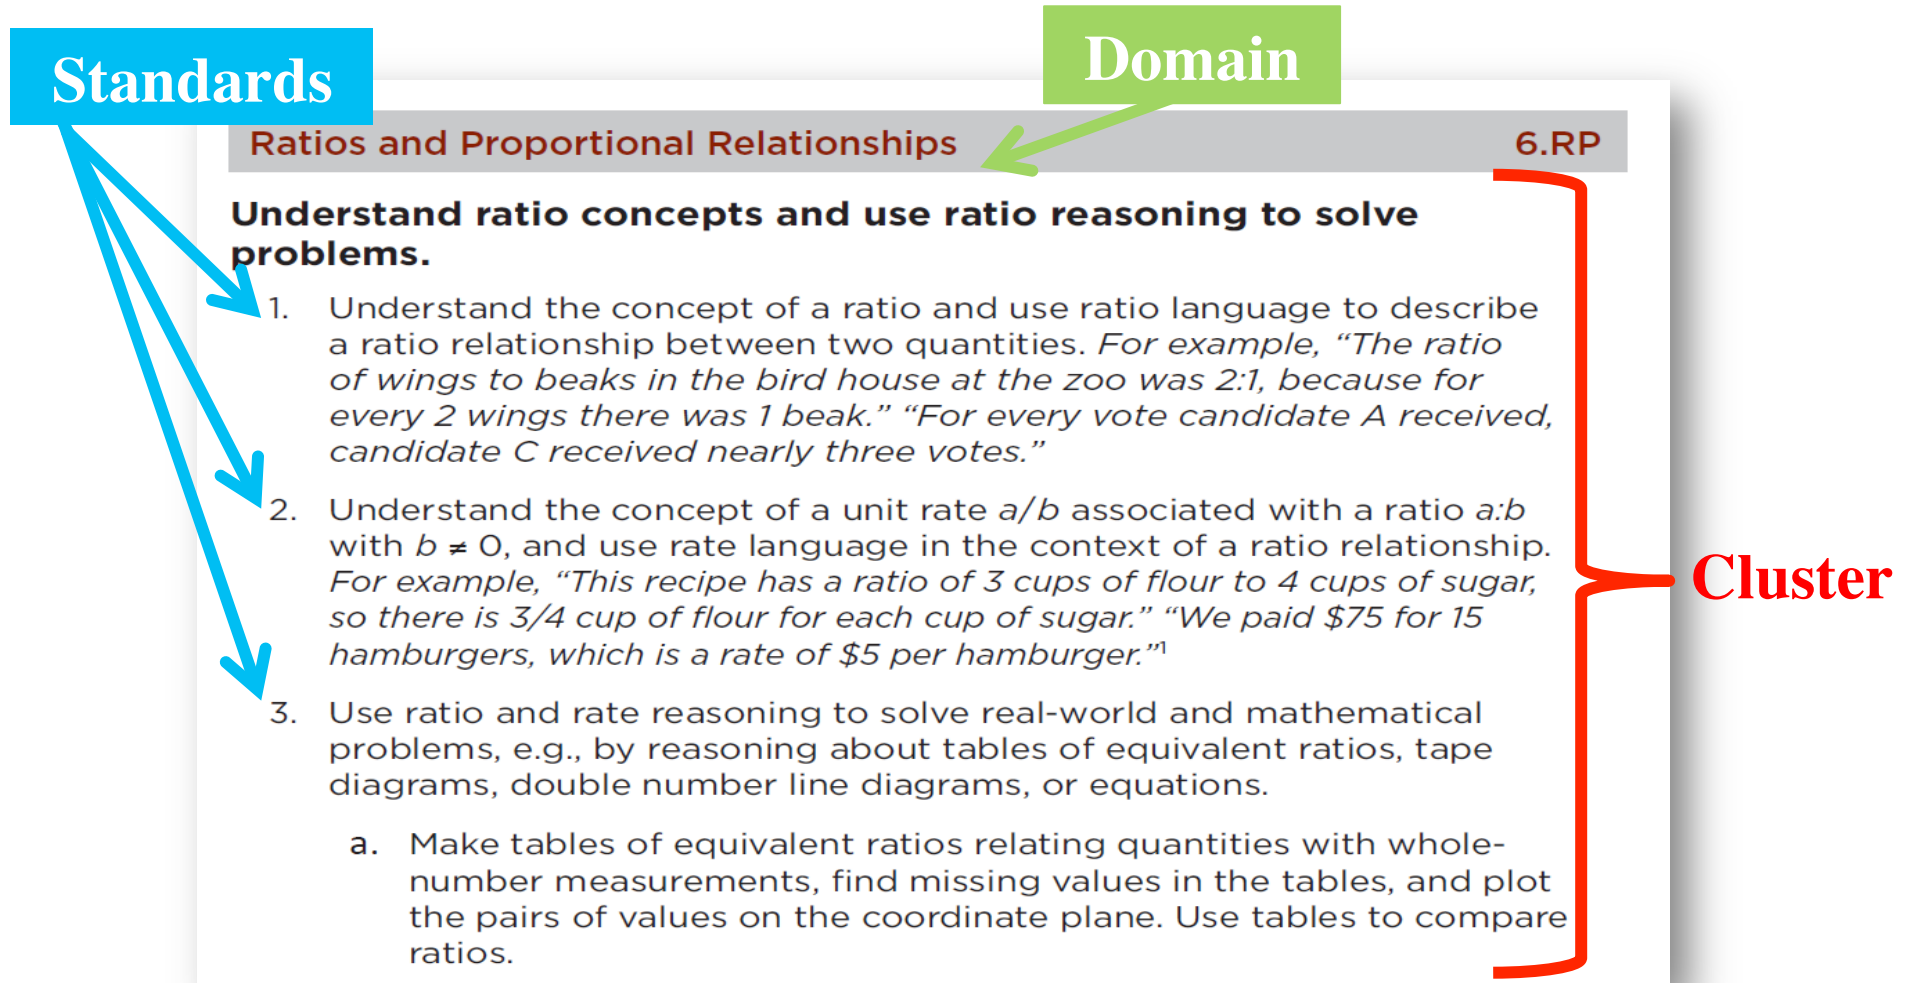 Standards
Domain
Ratios and Proportional Relationships 6.RP
Understand ratio concepts and use ratio reasoning to solve
problems.
1. Understand the concept of a ratio and use ratio language to describe
a ratio relationship between two quantities. For example, “The ratio
of wings to beaks in the bird house at the zoo was 2:1, because for
every 2 wings there was 1 beak.” “For every vote candidate A received,
candidate C received nearly three votes.”
2. Understand the concept of a unit rate a/b associated with a ratio a:b
with b ≠ 0, and use rate language in the context of a ratio relationship.
For example, “This recipe has a ratio of 3 cups of flour to 4 cups of sugar,
so there is 3/4 cup of flour for each cup of sugar.” “We paid $75 for 15
hamburgers, which is a rate of $5 per hamburger.”¹
Cluster
3. Use ratio and rate reasoning to solve real-world and mathematical
problems, e.g., by reasoning about tables of equivalent ratios, tape
diagrams, double number line diagrams, or equations.
a. Make tables of equivalent ratios relating quantities with whole-
number measurements, find missing values in the tables, and plot
the pairs of values on the coordinate plane. Use tables to compare
ratios.